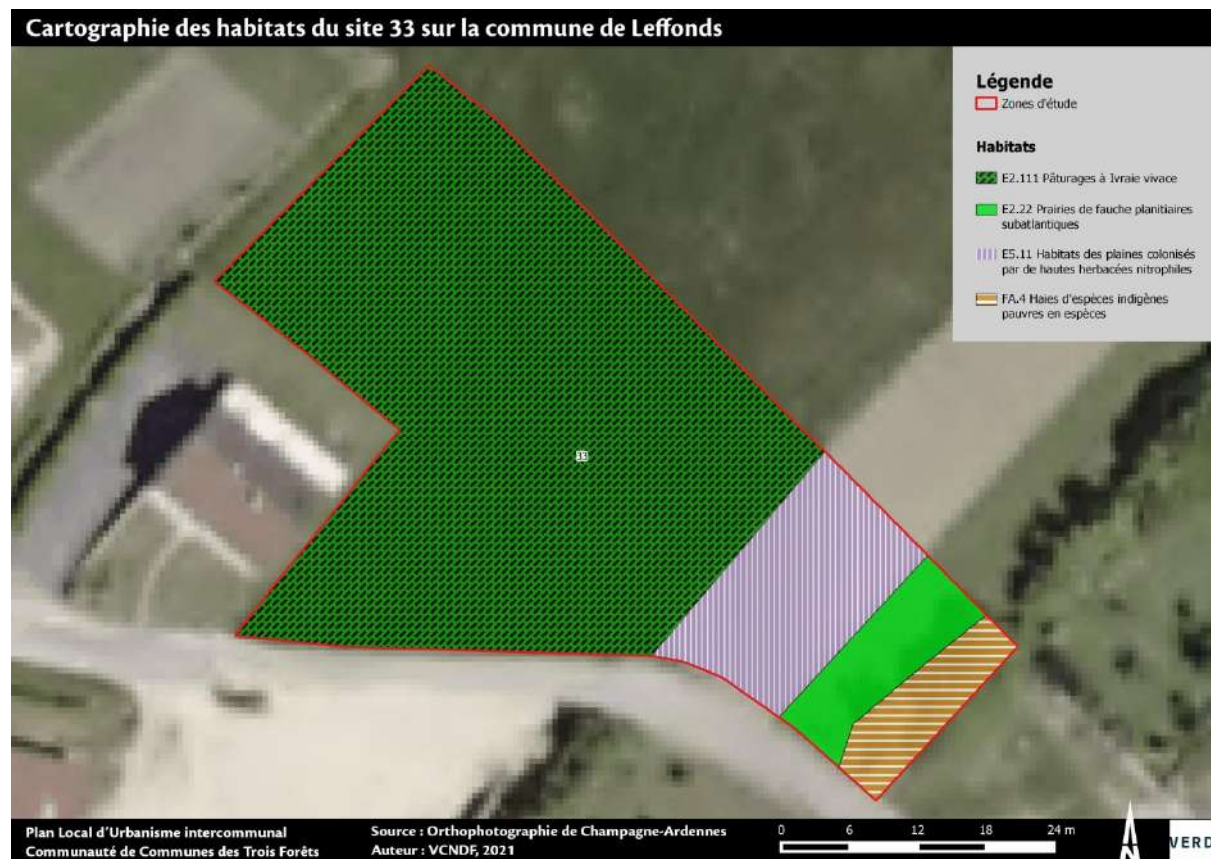 Cartographie des habitats du site 33 sur la commune de Leffonds
Légende
Zones d'étude
Habitats
E2.111 Pâturages à Ivraie vivace
E2.22 Prairies de fauche planitiaires
subatlantiques
E5.11 Habitats des plaines colonisés
par de hautes herbacées nitrophiles
FA.4 Haies d'espèces indigènes
pauvres en espèces
33
Plan Local d'Urbanisme intercommunal
Communauté de Communes des Trois Forêts
Source : Orthophotographie de Champagne-Ardennes
Auteur : VCNDF, 2021
0 6 12 18 24 m
VERD